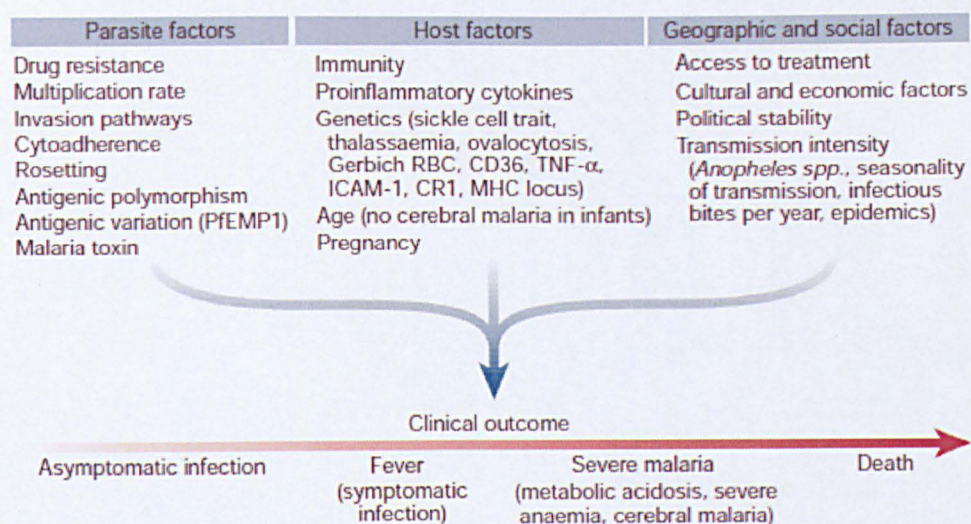 Parasite factors
Drug resistance
Multiplication rate
Invasion pathways
Cytoadherence
Rosetting
Antigenic polymorphism
Antigenic variation (PfEMP1)
Malaria toxin
Host factors
Immunity
Proinflammatory cytokines
Genetics (sickle cell trait,
thalassaemia, ovalocytosis,
Gerbich RBC, CD36, TNF-α,
ICAM-1, CR1, MHC locus)
Age (no cerebral malaria in infants)
Pregnancy
Geographic and social factors
Access to treatment
Cultural and economic factors
Political stability
Transmission intensity
(Anopheles spp., seasonality
of transmission, infectious
bites per year, epidemics)
Clinical outcome
Asymptomatic infection
Fever
(symptomatic
infection)
Severe malaria
(metabolic acidosis, severe
anaemia, cerebral malaria)
Death